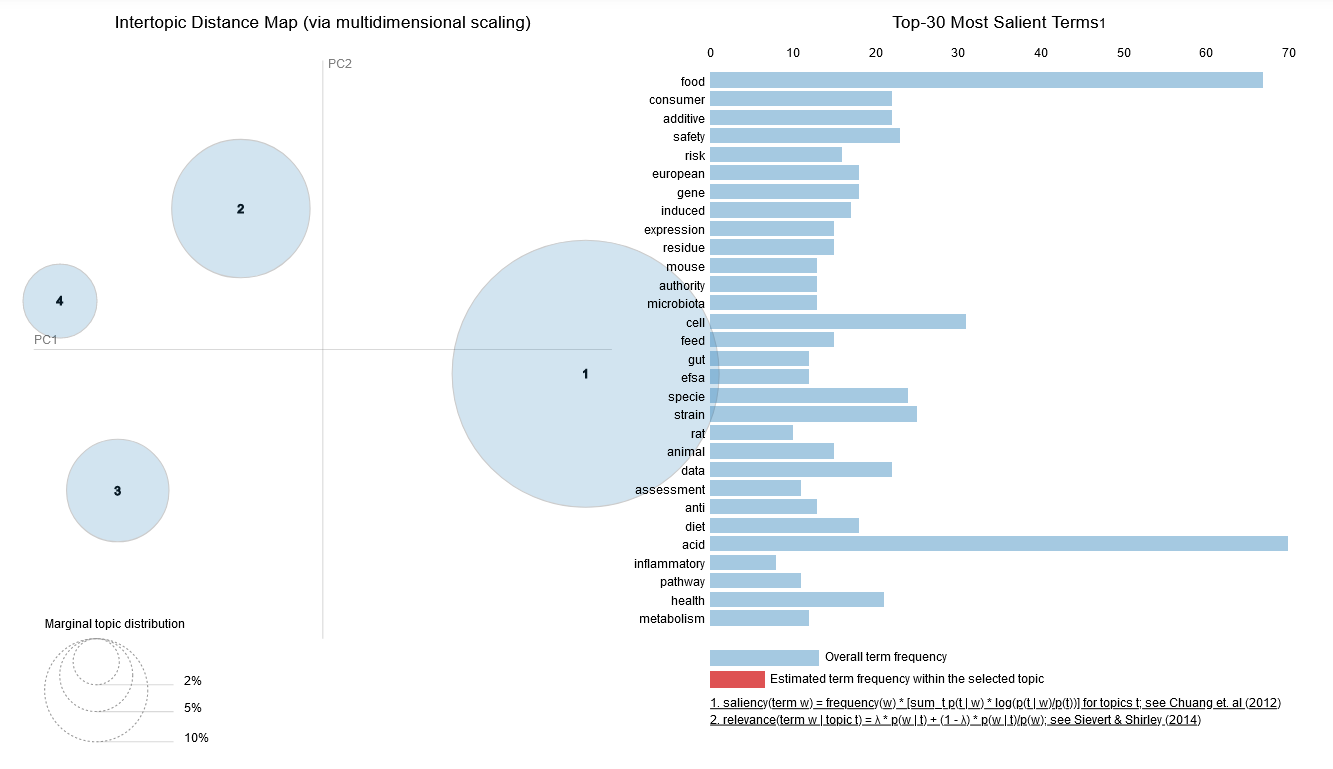 Intertopic Distance Map (via multidimensional scaling)
PC2
2
4
PC1
1
3
Marginal topic distribution
2%
5%
10%
Top-30 Most Salient Terms1
0 10 20 30 40 50 60 70
food
consumer
additive
safety
risk
european
gene
induced
expression
residue
mouse
authority
microbiota
cell
feed
gut
efsa
specie
strain
rat
animal
data
assessment
anti
diet
acid
inflammatory
pathway
health
metabolism
Overall term frequency
Estimated term frequency within the selected topic
1. saliency(term w) = frequency(w) * [sum_t p(t | w) * log(p(t | w)/p(t))] for topics t; see Chuang et. al (2012)
2. relevance(term w | topic t) = λ * p(w | t) + (1 - λ) * p(w | t)/p(w); see Sievert & Shirley (2014)